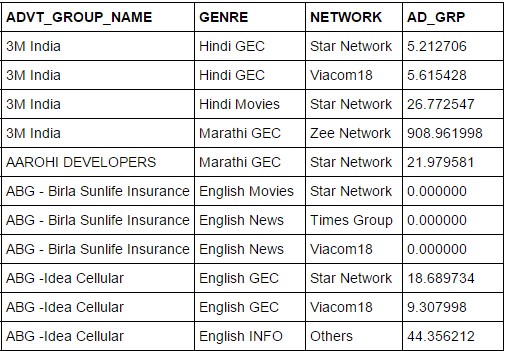 ADVT_GROUP_NAME GENRE NETWORK AD_GRP
3M India Hindi GEC Star Network 5.212706
3M India Hindi GEC Viacom18 5.615428
3M India Hindi Movies Star Network 26.772547
3M India Marathi GEC Zee Network 908.961998
AAROHI DEVELOPERS Marathi GEC Star Network 21.979581
ABG - Birla Sunlife Insurance English Movies Star Network 0.000000
ABG - Birla Sunlife Insurance English News Times Group 0.000000
ABG - Birla Sunlife Insurance English News Viacom18 0.000000
ABG -Idea Cellular English GEC Star Network 18.689734
ABG -Idea Cellular English GEC Viacom18 9.307998
ABG -Idea Cellular English INFO Others 44.356212